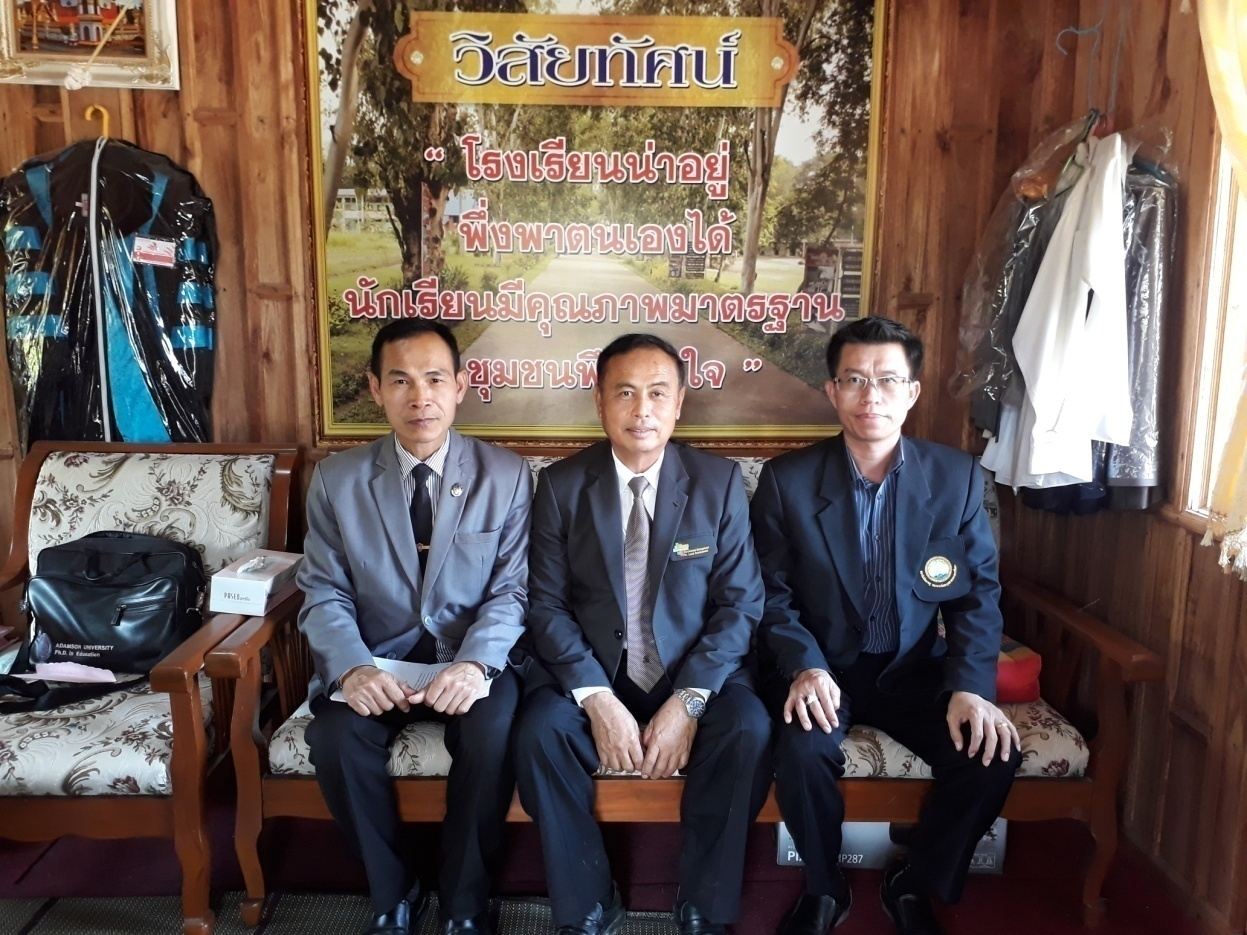 วิสัยทัศน์
“ โรงเรียนน่าอยู่
พึ่งพาตนเองได้
นักเรียนมีคุณภาพมาตรฐาน
ชุมชนพึ ใจ ”
PASEO
ADAMSON UNIVERSITY
Ph.D. in Education
MP287